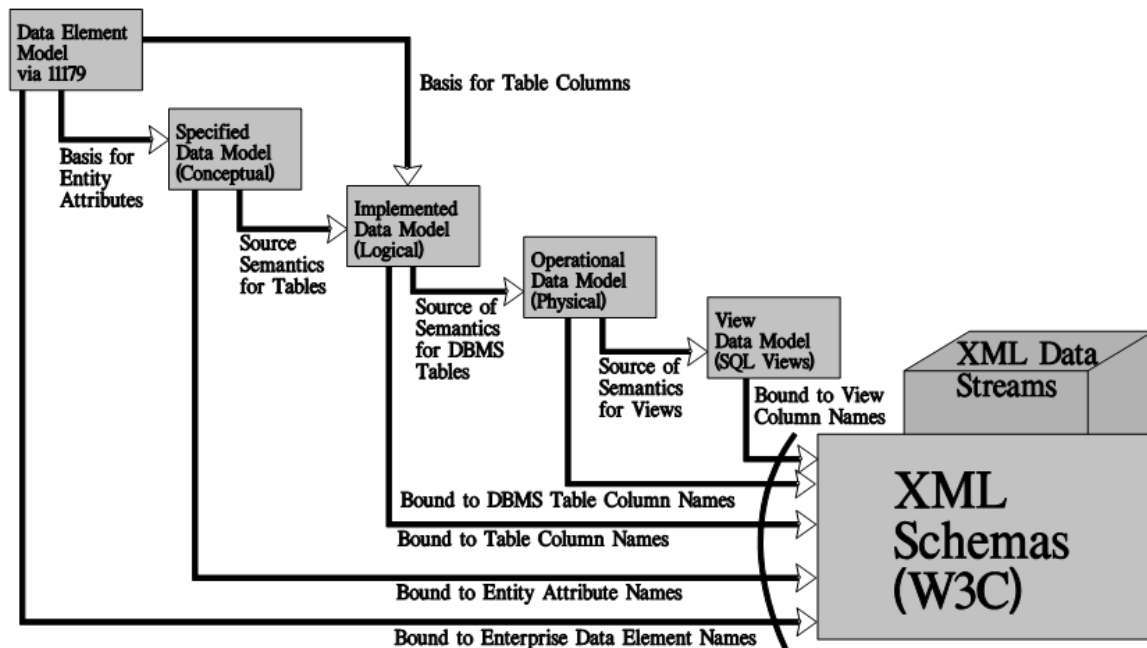 Data Element
Model
via 11179
Basis for Table Columns
Specified
Data Model
(Conceptual)
Basis for
Entity
Attributes
Implemented
Data Model
(Logical)
Source
Semantics
for Tables
Operational
Data Model
(Physical)
Source of
Semantics
for DBMS
Tables
View
Data Model
(SQL Views)
Source of
Semantics
for Views
XML Data
Streams
Bound to View
Column Names
XML
Schemas
(W3C)
Bound to DBMS Table Column Names
Bound to Table Column Names
Bound to Entity Attribute Names
Bound to Enterprise Data Element Names